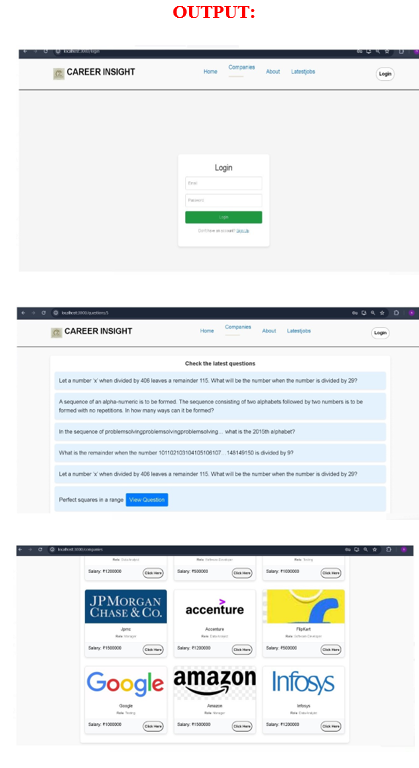 OUTPUT:
localhost:3000/login
CAREER INSIGHT
Home
Companies
About
Latestjobs
Login
Login
Email
Password
Login
Don't have an account? Sign Up
localhost:3000/questions/3
CAREER INSIGHT
Home
Companies
About
Latestjobs
Login
Check the latest questions
Let a number 'x' when divided by 406 leaves a remainder 115. What will be the number when the number is divided by 29?
A sequence of an alpha-numeric is to be formed. The sequence consisting of two alphabets followed by two numbers is to be
formed with no repetitions. In how many ways can it be formed?
In the sequence of problemsolvingproblemsolvingproblemsolving... what is the 2015th alphabet?
What is the remainder when the number 101102103104105106107...148149150 is divided by 9?
Let a number 'x' when divided by 406 leaves a remainder 115. What will be the number when the number is divided by 29?
Perfect squares in a range View Question
localhost:3000/companies
Salary: ₹1200000 Click Here
Salary: ₹500000 Click Here
Salary: ₹1000000 Click Here
JPMORGAN
CHASE & CO.
accenture
Role: Manager
Accenture
Role: Data Analyst
FlipKart
Role: Software Developer
Salary: ₹1500000 Click Here
Salary: ₹1200000 Click Here
Salary: ₹500000 Click Here
Google
amazon
Infosys
Google
Role: Testing
Amazon
Role: Manager
Infosys
Role: Data Analyst
Salary: ₹1000000 Click Here
Salary: ₹1500000 Click Here
Salary: ₹1200000 Click Here